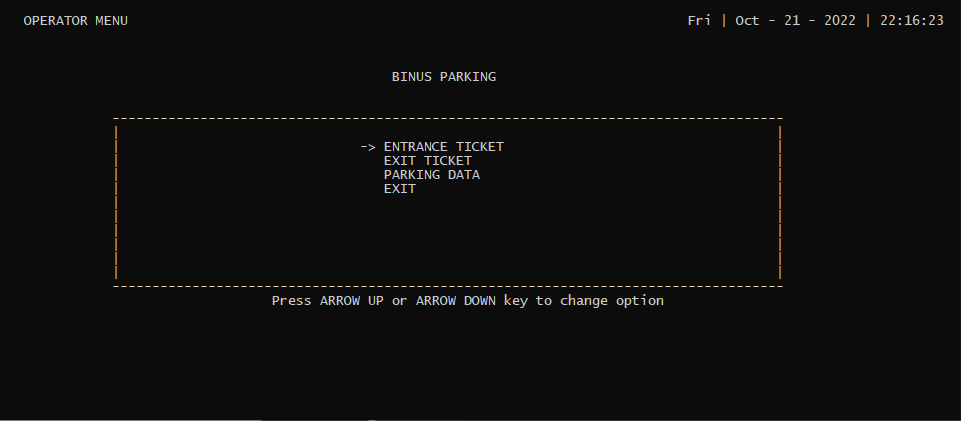 OPERATOR MENU Fri | Oct - 21 - 2022 | 22:16:23
BINUS PARKING
-> ENTRANCE TICKET
EXIT TICKET
PARKING DATA
EXIT
Press ARROW UP or ARROW DOWN key to change option